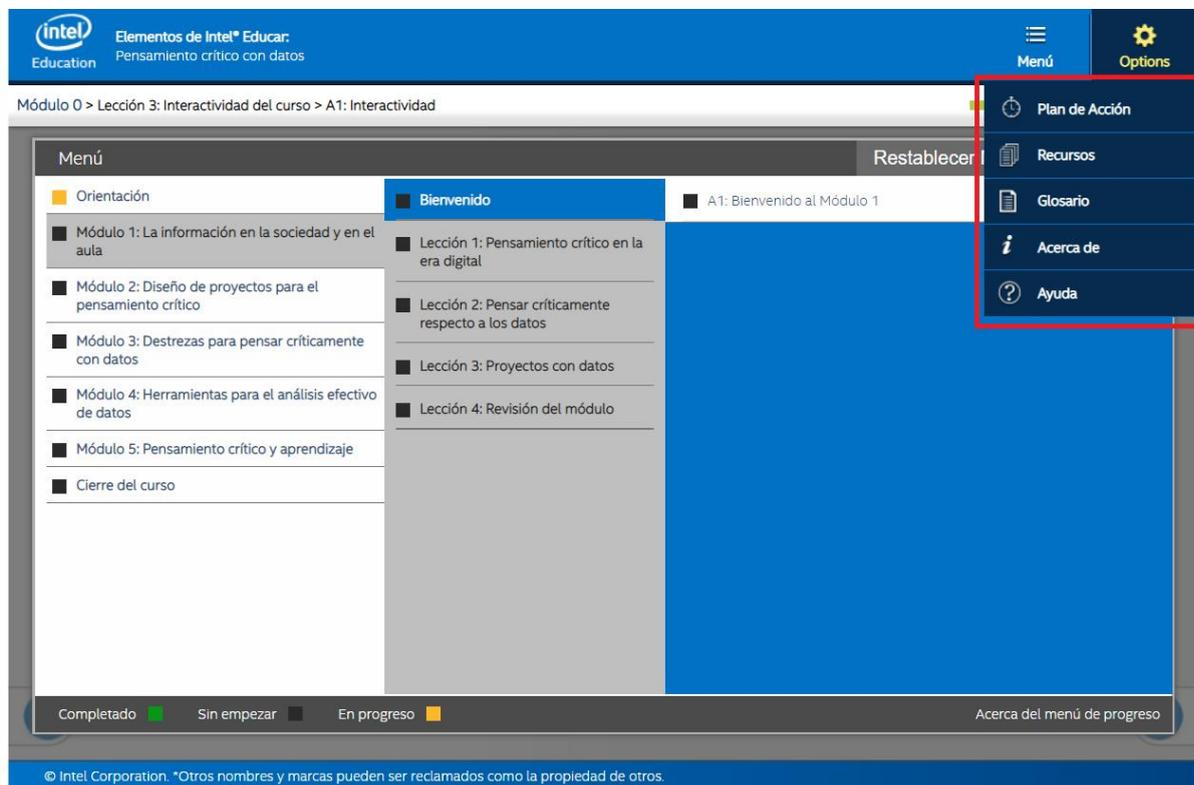 intel
Education
Elementos de Intel® Educar:
Pensamiento crítico con datos
Menú
Options
Módulo 0 > Lección 3: Interactividad del curso > A1: Interactividad
Plan de Acción
Recursos
Glosario
i Acerca de
? Ayuda
Menú
Restablecer
Orientación
Módulo 1: La información en la sociedad y en el
aula
Módulo 2: Diseño de proyectos para el
pensamiento crítico
Módulo 3: Destrezas para pensar críticamente
con datos
Módulo 4: Herramientas para el análisis efectivo
de datos
Módulo 5: Pensamiento crítico y aprendizaje
Cierre del curso
Bienvenido
Lección 1: Pensamiento crítico en la
era digital
Lección 2: Pensar críticamente
respecto a los datos
Lección 3: Proyectos con datos
Lección 4: Revisión del módulo
A1: Bienvenido al Módulo 1
Completado
Sin empezar
En progreso
Acerca del menú de progreso
© Intel Corporation. *Otros nombres y marcas pueden ser reclamados como la propiedad de otros.